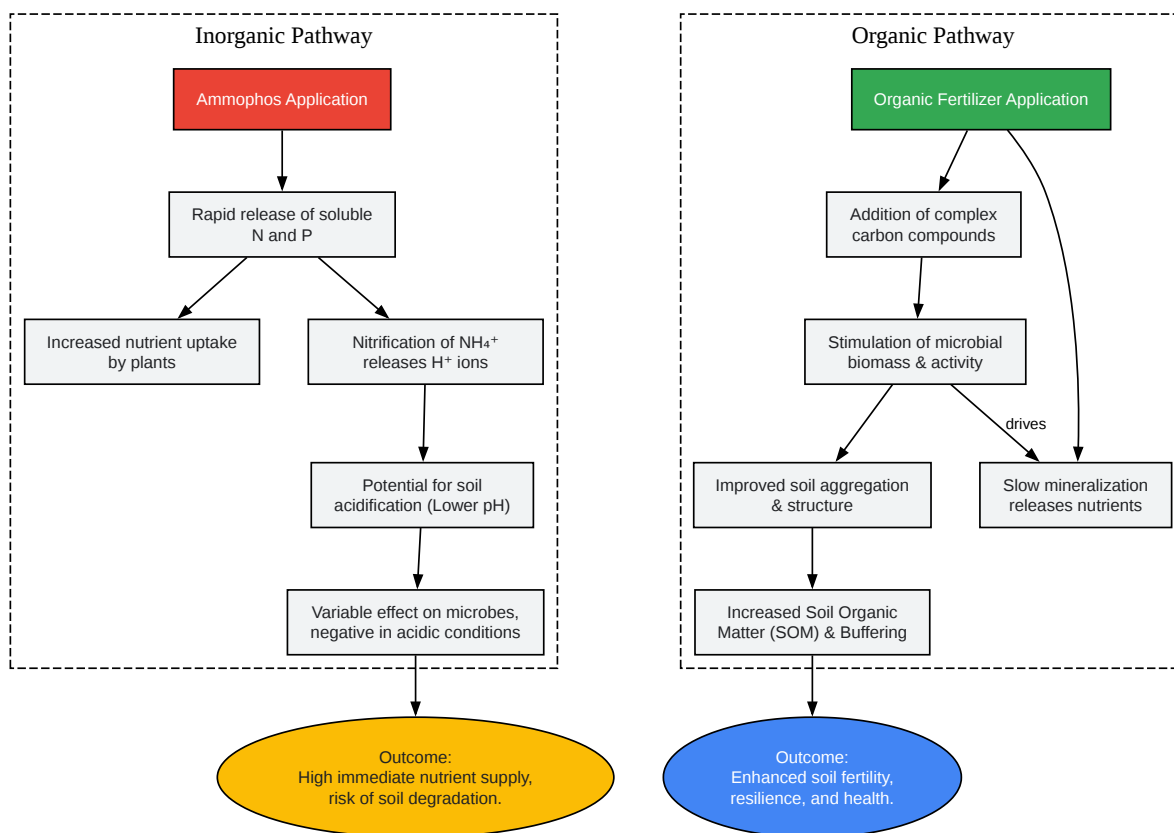 Inorganic Pathway
Ammophos Application
Rapid release of soluble
N and P
Increased nutrient uptake
by plants
Nitrification of NH₄⁺
releases H⁺ ions
Potential for soil
acidification (Lower pH)
Variable effect on microbes,
negative in acidic conditions
Outcome:
High immediate nutrient supply,
risk of soil degradation.
Organic Pathway
Organic Fertilizer Application
Addition of complex
carbon compounds
Stimulation of microbial
biomass & activity
drives
Improved soil aggregation
& structure
Slow mineralization
releases nutrients
Increased Soil Organic
Matter (SOM) & Buffering
Outcome:
Enhanced soil fertility,
resilience, and health.